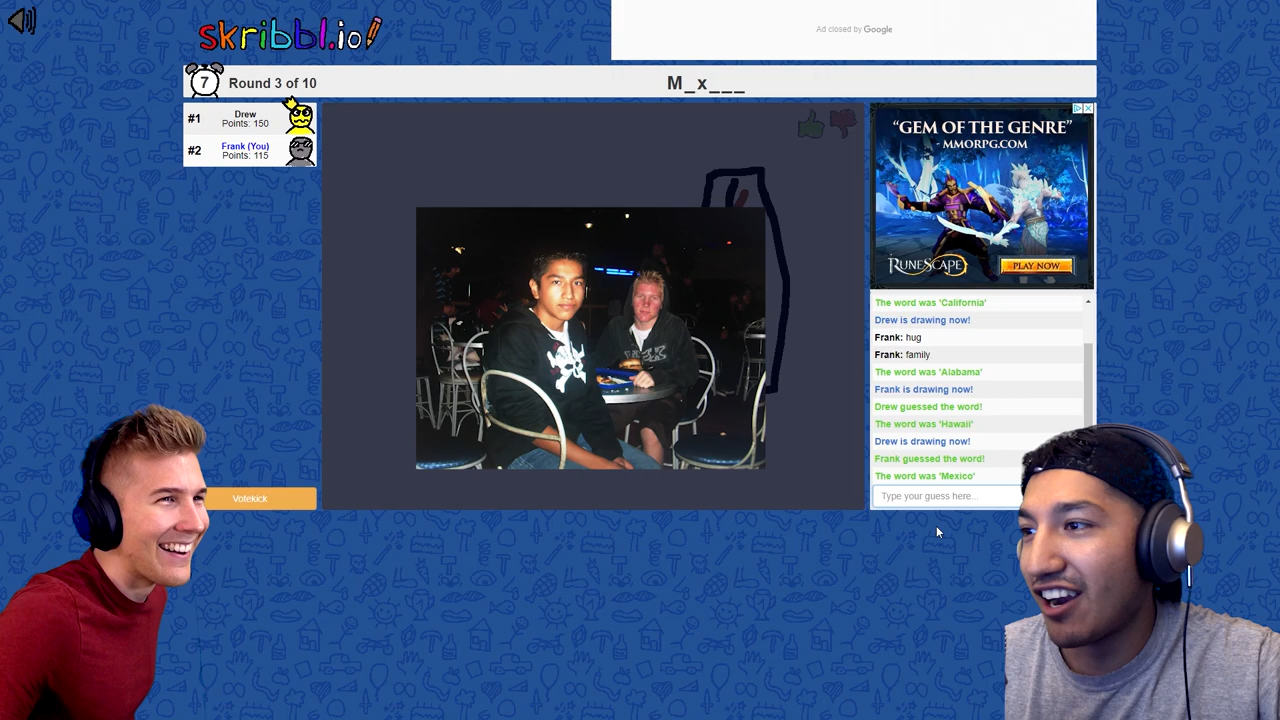 skribbl.io
Ad closed by Google
7
Round 3 of 10
M_x___
#1
Drew
Points: 150
#2
Frank (You)
Points: 115
"GEM OF THE GENRE"
- MMORPG.COM
RUNESCAPE
PLAY NOW
The word was 'California'
Drew is drawing now!
Frank: hug
Frank: family
The word was 'Alabama'
Frank is drawing now!
Drew guessed the word!
The word was 'Hawaii'
Drew is drawing now!
Frank guessed the word!
The word was 'Mexico'
Type your guess here...
Votekick